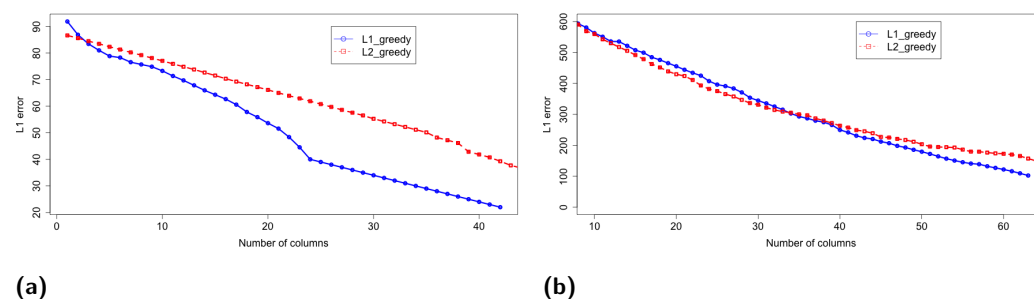 L1 error
90
80
70
60
50
40
30
20
L1_greedy
L2_greedy
0 10 20 30 40
Number of columns
(a)
L1 error
600
500
400
300
200
100
0
L1_greedy
L2_greedy
10 20 30 40 50 60
Number of columns
(b)